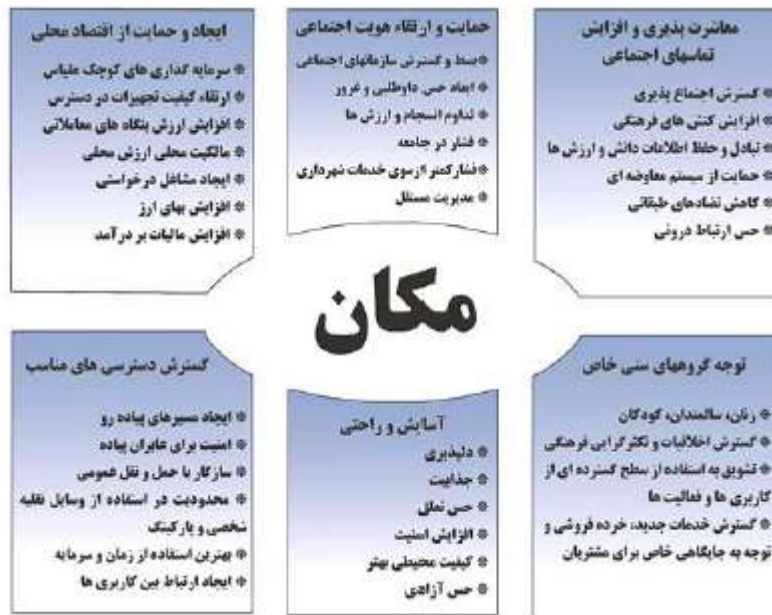 معاشرت پذیری و افزایش
تماسهای اجتماعی
* گسترش اجتماع پذیری
* افزایش کنش های فرهنگی
* تبادل و حفظ اطلاعات دانش و ارزش ها
* حمایت از سیستم معاوضه ای
* کاهش تضادهای طبقاتی
* حس ارتباط درونی
حمایت و ارتقاء هویت اجتماعی
* بسط و گسترش سازمانهای اجتماعی
* ایجاد حس داوطلبی و غرور
* تداوم انسجام و ارزش ها
* فشار در جامعه
* فشار کمتر از سوی خدمات شهرداری
* مدیریت مستقل
ایجاد و حمایت از اقتصاد محلی
* سرمایه گذاری های کوچک مقیاس
* ارتقاء کیفیت تجهیزات در دسترس
* افزایش ارزش بنگاه های معاملاتی
* مالکیت محلی ارزش محلی
* ایجاد مشاغل درخواستی
* افزایش بهای ارز
* افزایش مالیات بر درآمد
مکان
توجه گروههای سنی خاص
* زنان، سالمندان، کودکان
* گسترش اخلاقیات و تکثرگرایی فرهنگی
* تشویق به استفاده از سطح گسترده ای از
کاربری ها و فعالیت ها
* گسترش خدمات جدید، خرده فروشی و
توجه به جایگاهی خاص برای مشتریان
آسایش و راحتی
* دلپذیری
* جذابیت
* حس تعلق
* افزایش امنیت
* کیفیت محیطی بهتر
* حس آزادی
گسترش دسترسی های مناسب
* ایجاد مسیرهای پیاده رو
* امنیت برای عابران پیاده
* سازگار با حمل و نقل عمومی
* محدودیت در استفاده از وسایل نقلیه
شخصی و پارکینگ
* بهترین استفاده از زمان و سرمایه
* ایجاد ارتباط بین کاربری ها